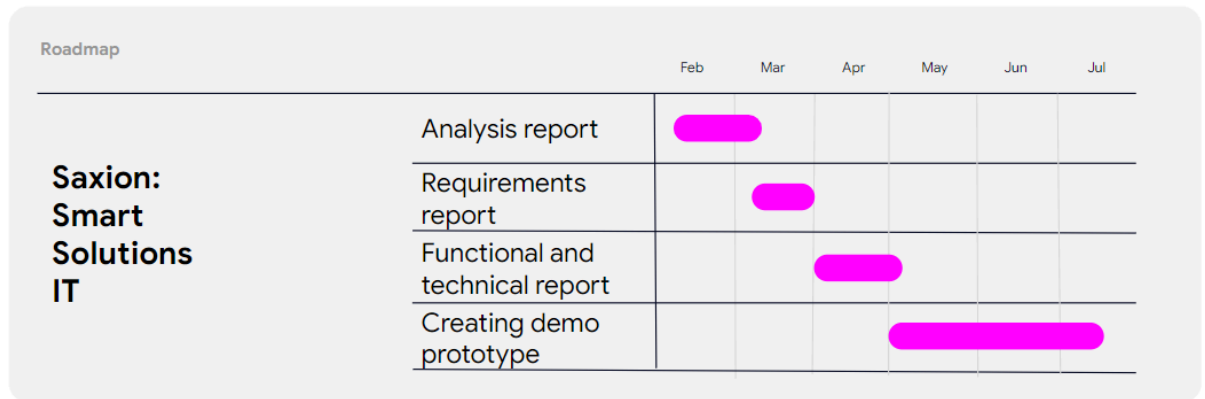 Roadmap
Feb Mar Apr May Jun Jul
Saxion:
Smart
Solutions
IT
Analysis report
Requirements
report
Functional and
technical report
Creating demo
prototype